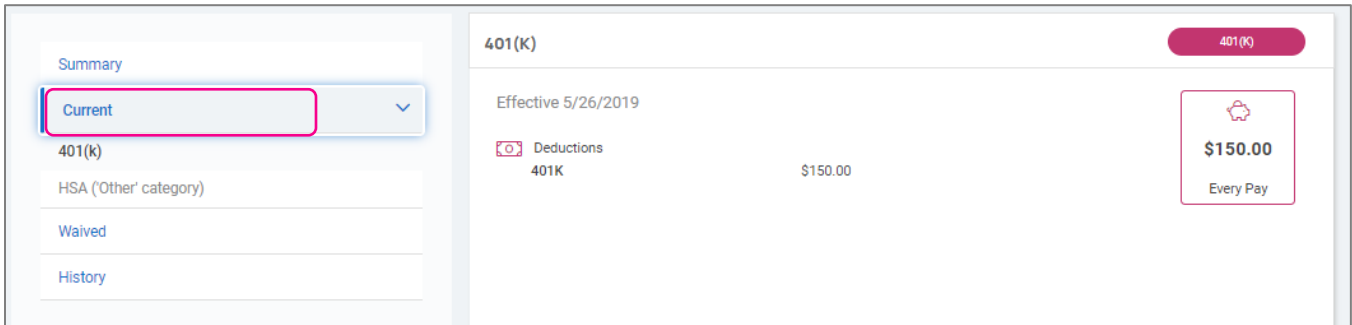 Summary
Current
401(k)
HSA ('Other' category)
Waived
History
401(K)
401(K)
Effective 5/26/2019
Deductions
401K $150.00
$150.00
Every Pay